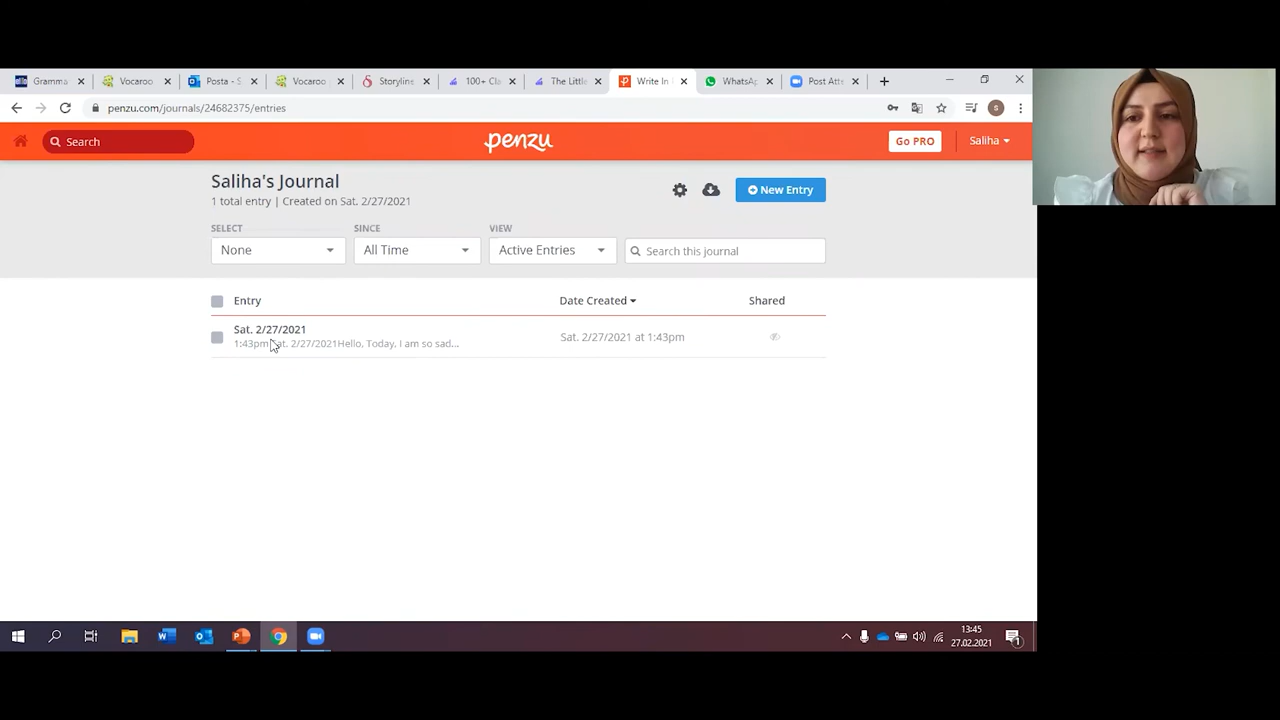 Gramma
Vocaroo
Posta - S
Vocaroo
Storyline
100+ Cla
The Little
Write In
WhatsAp
Post Atte
penzu.com/journals/24682375/entries
Search
penzu
Go PRO
Saliha
Saliha's Journal
1 total entry | Created on Sat. 2/27/2021
New Entry
SELECT
SINCE
VIEW
None
All Time
Active Entries
Search this journal
Entry
Date Created
Shared
Sat. 2/27/2021
1:43pm at. 2/27/2021Hello, Today, I am so sad...
Sat. 2/27/2021 at 1:43pm
13:45
27.02.2021